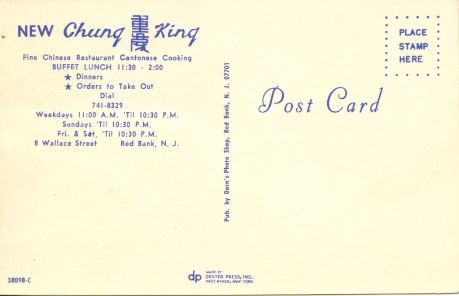 NEW Chung 重慶 King
Fine Chinese Restaurant Cantonese Cooking
BUFFET LUNCH 11:30 - 2:00
★ Dinners
★ Orders to Take Out
Dial
741-8329
Weekdays 11:00 A.M. 'Til 10:30 P.M.
Sundays 'Til 10:30 P.M.
Fri. & Sat. 'Til 10:30 P.M.
8 Wallace Street Red Bank, N. J.
38098-C
Pub. by Dorn's Photo Shop, Red Bank, N. J. 07701
dp MADE BY
DEXTER PRESS, INC.
WEST NYACK, NEW YORK
Post Card
PLACE
STAMP
HERE